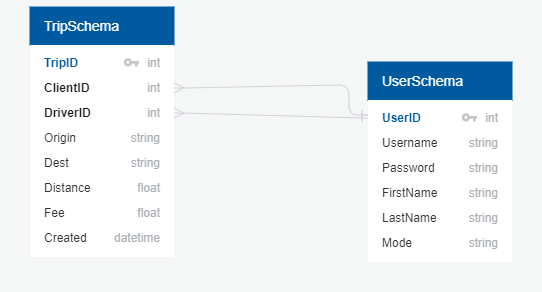 TripSchema
TripID int
ClientID int
DriverID int
Origin string
Dest string
Distance float
Fee float
Created datetime
UserSchema
UserID int
Username string
Password string
FirstName string
LastName string
Mode string